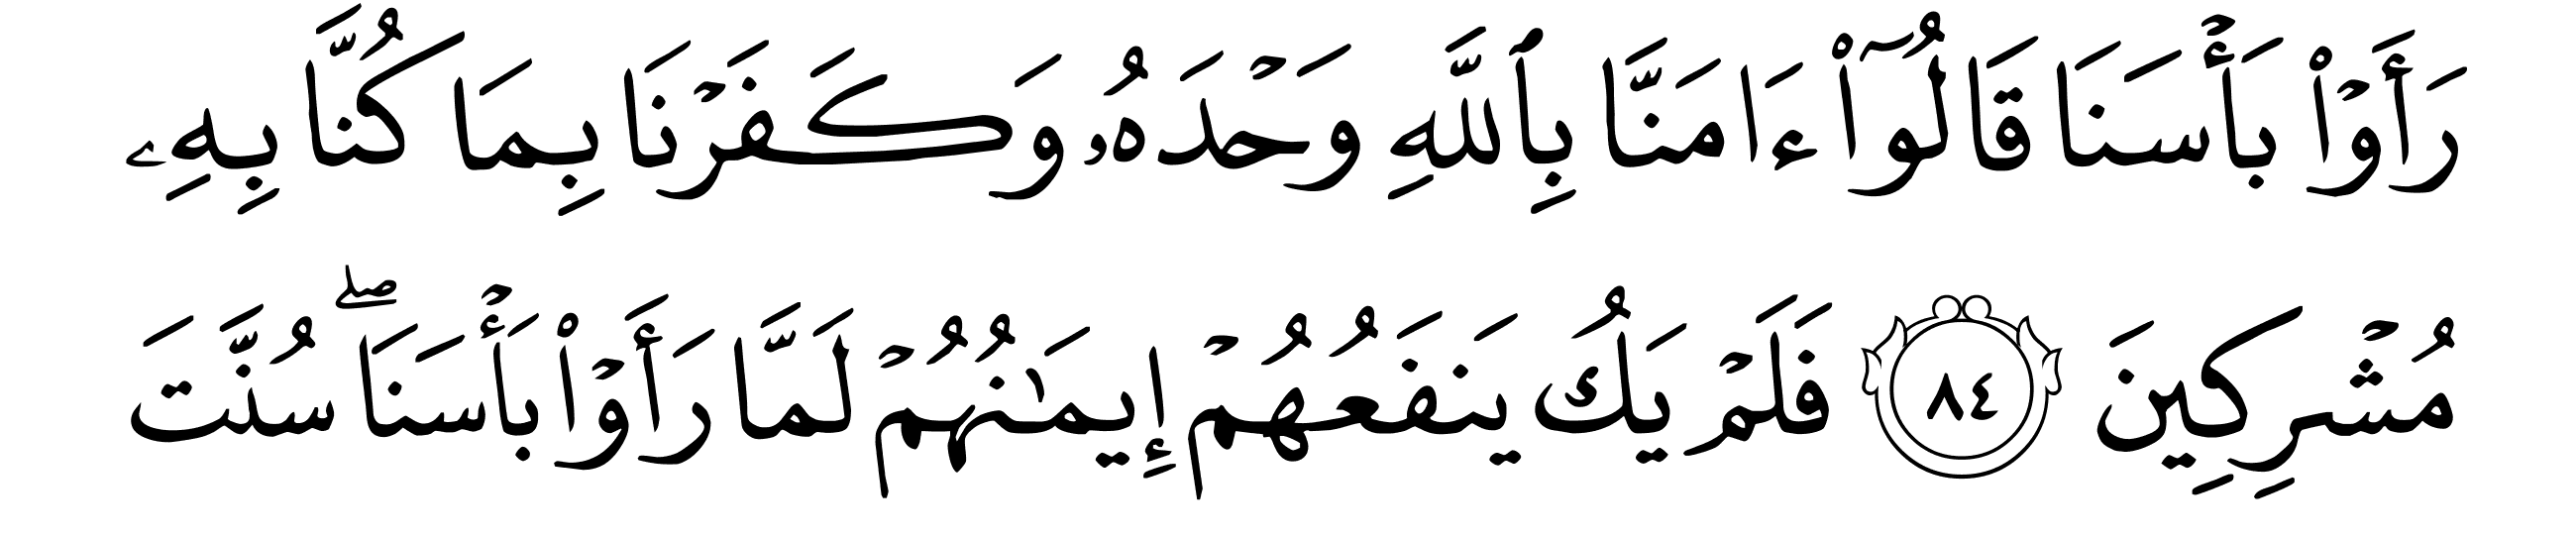 رَأَوۡاْ بَأۡسَنَا قَالُوٓاْ ءَامَنَّا بِٱللَّهِ وَحۡدَهُۥ وَكَفَرۡنَا بِمَا كُنَّا بِهِۦ
مُشۡرِكِينَ ٨٤ فَلَمۡ يَكُ يَنفَعُهُمۡ إِيمَٰنُهُمۡ لَمَّا رَأَوۡاْ بَأۡسَنَاۖ سُنَّتَ